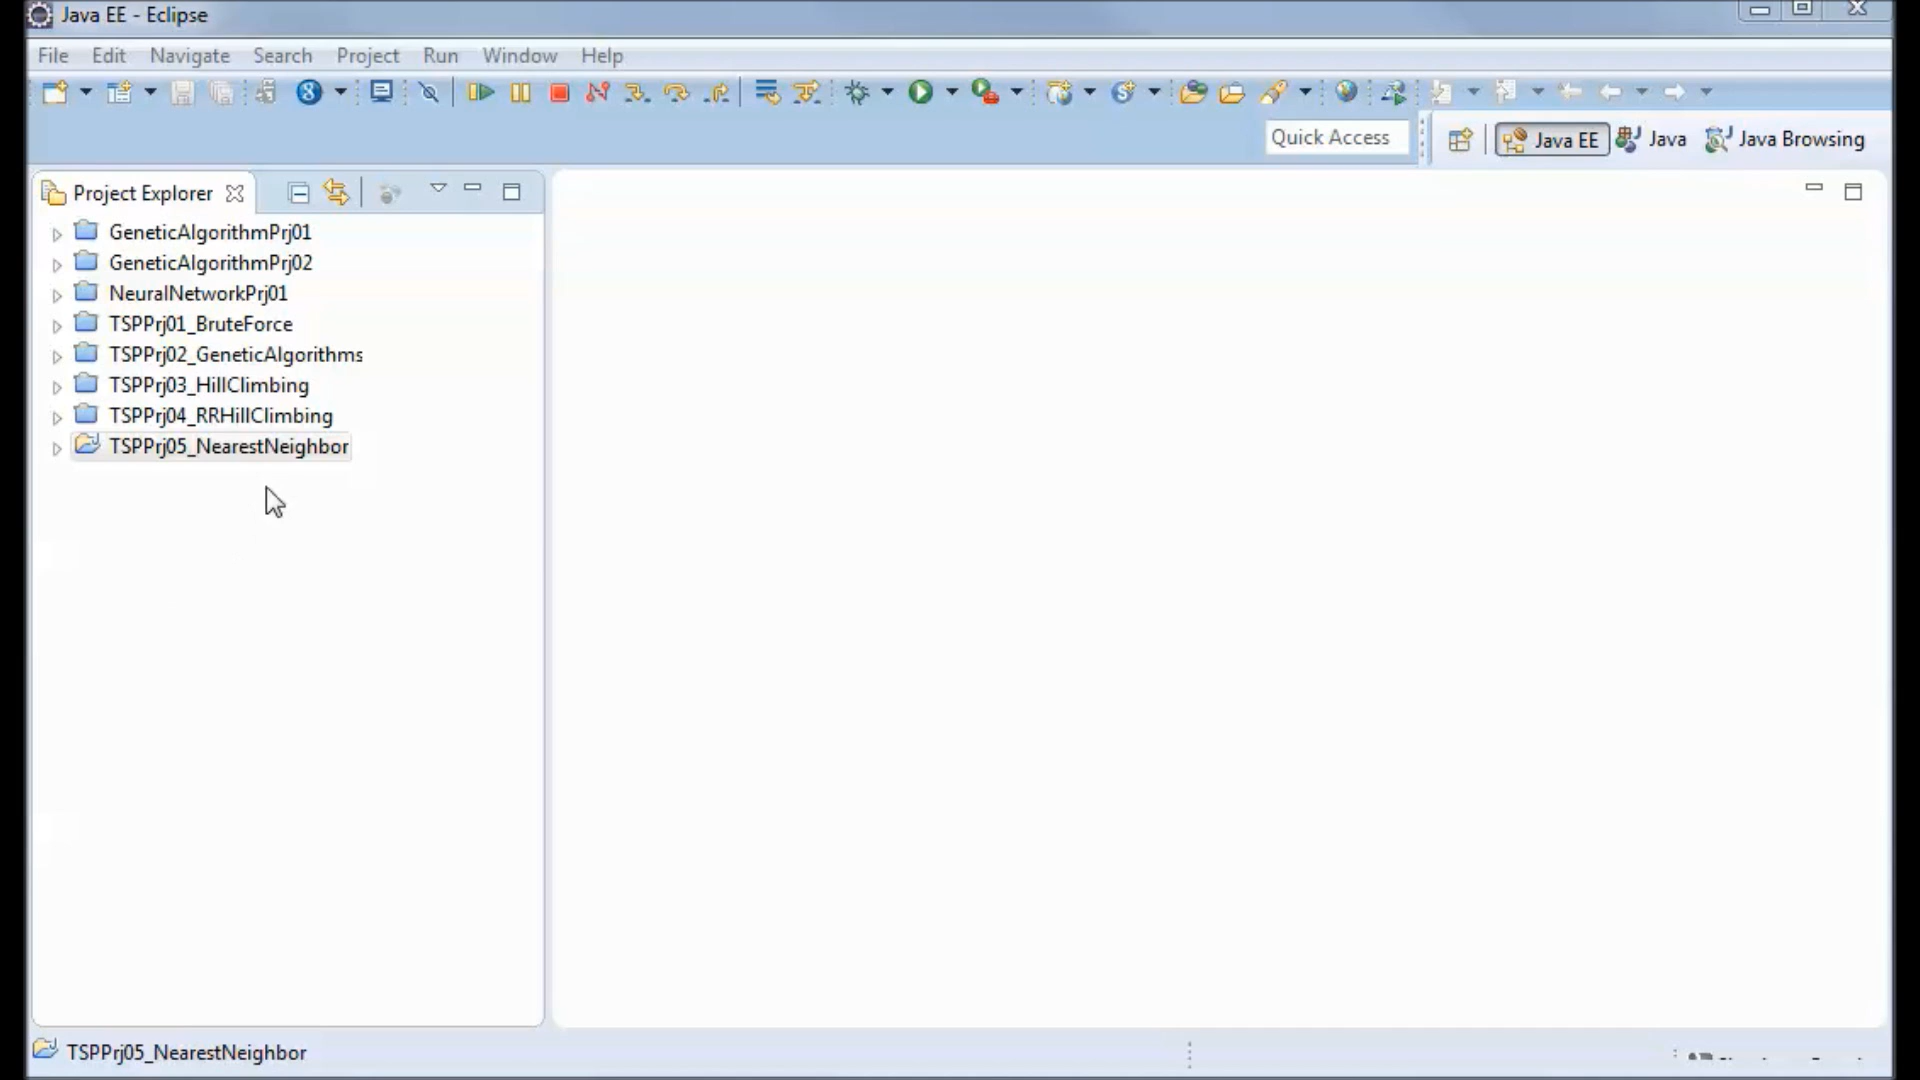 Java EE - Eclipse
File Edit Navigate Search Project Run Window Help
Quick Access
Java EE Java Java Browsing
Project Explorer
GeneticAlgorithmPrj01
GeneticAlgorithmPrj02
NeuralNetworkPrj01
TSPPrj01_BruteForce
TSPPrj02_GeneticAlgorithms
TSPPrj03_HillClimbing
TSPPrj04_RRHillClimbing
TSPPrj05_NearestNeighbor
TSPPrj05_NearestNeighbor